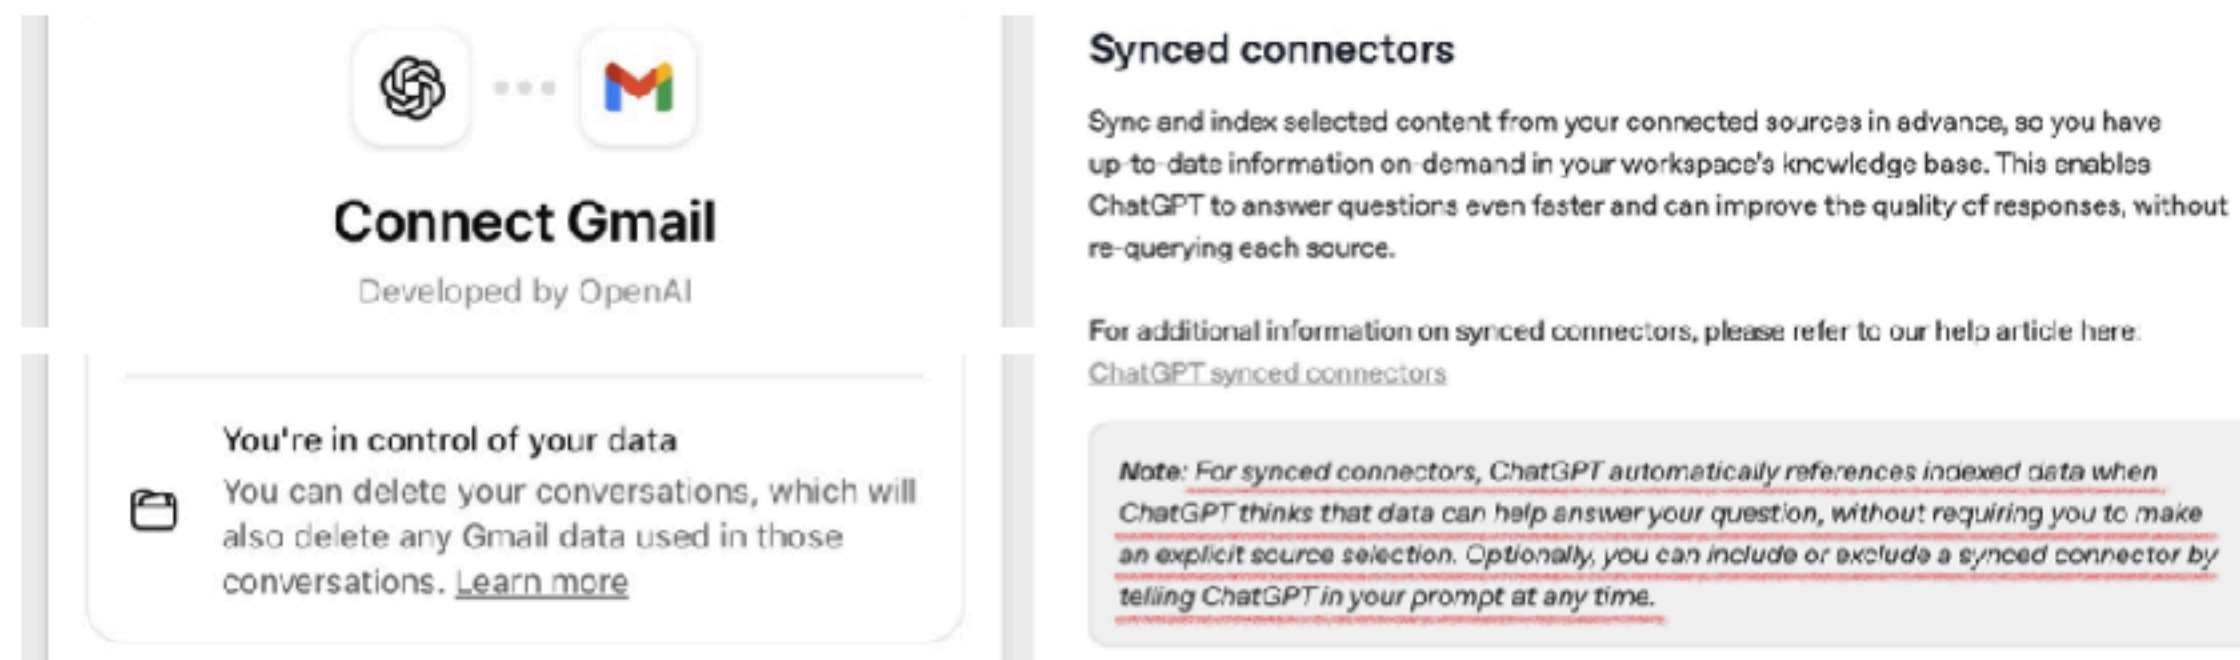 Connect Gmail
Developed by OpenAI
You're in control of your data
You can delete your conversations, which will
also delete any Gmail data used in those
conversations. Learn more
Synced connectors
Sync and index selected content from your connected sources in advance, so you have
up-to-date information on-demand in your workspace's knowledge base. This enables
ChatGPT to answer questions even faster and can improve the quality of responses, without
re-querying each source.
For additional information on synced connectors, please refer to our help article here:
ChatGPT synced connectors
Note: For synced connectors, ChatGPT automatically references indexed data when
ChatGPT thinks that data can help answer your question, without requiring you to make
an explicit source selection. Optionally, you can include or exclude a synced connector by
telling ChatGPT in your prompt at any time.